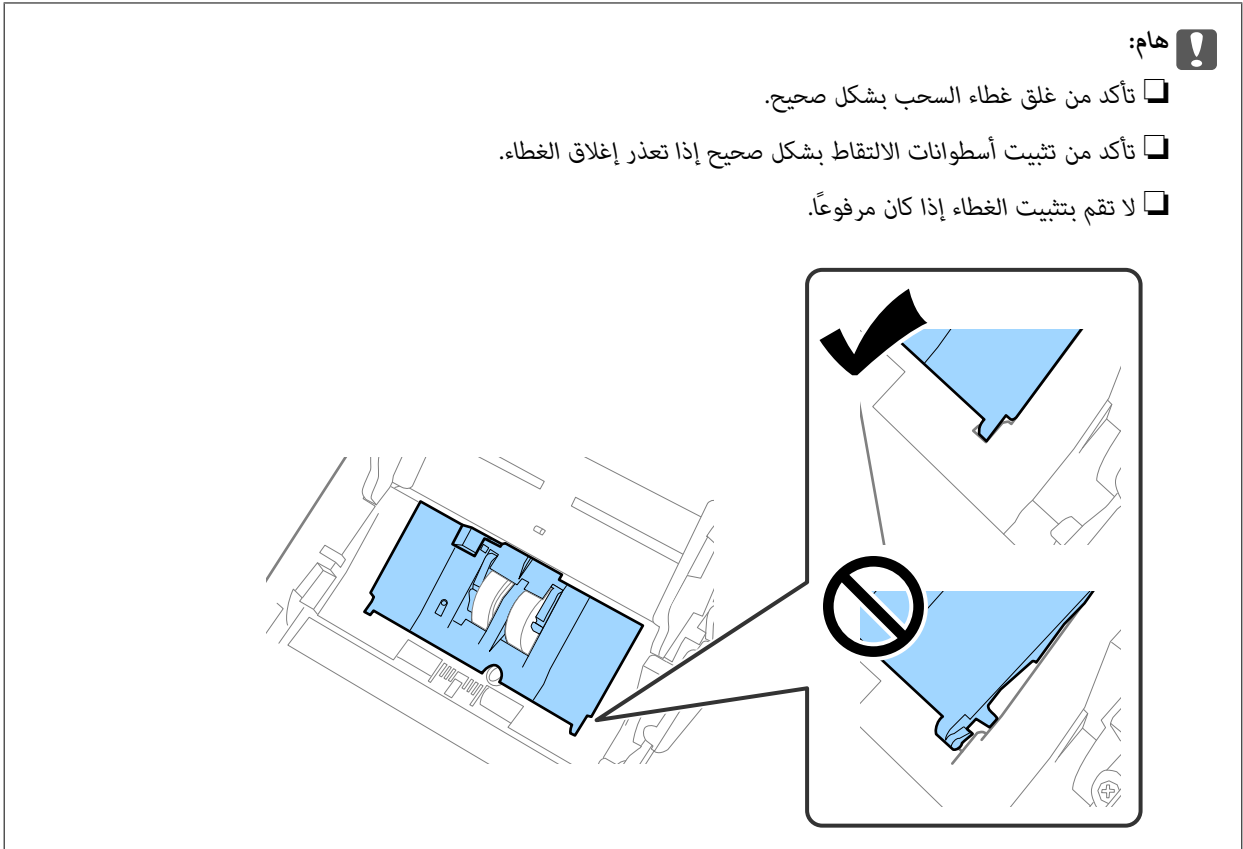 هام:
❏ تأكد من غلق غطاء السحب بشكل صحيح.
❏ تأكد من تثبيت أسطوانات الالتقاط بشكل صحيح إذا تعذر إغلاق الغطاء.
❏ لا تقم بتثبيت الغطاء إذا كان مرفوعًا.